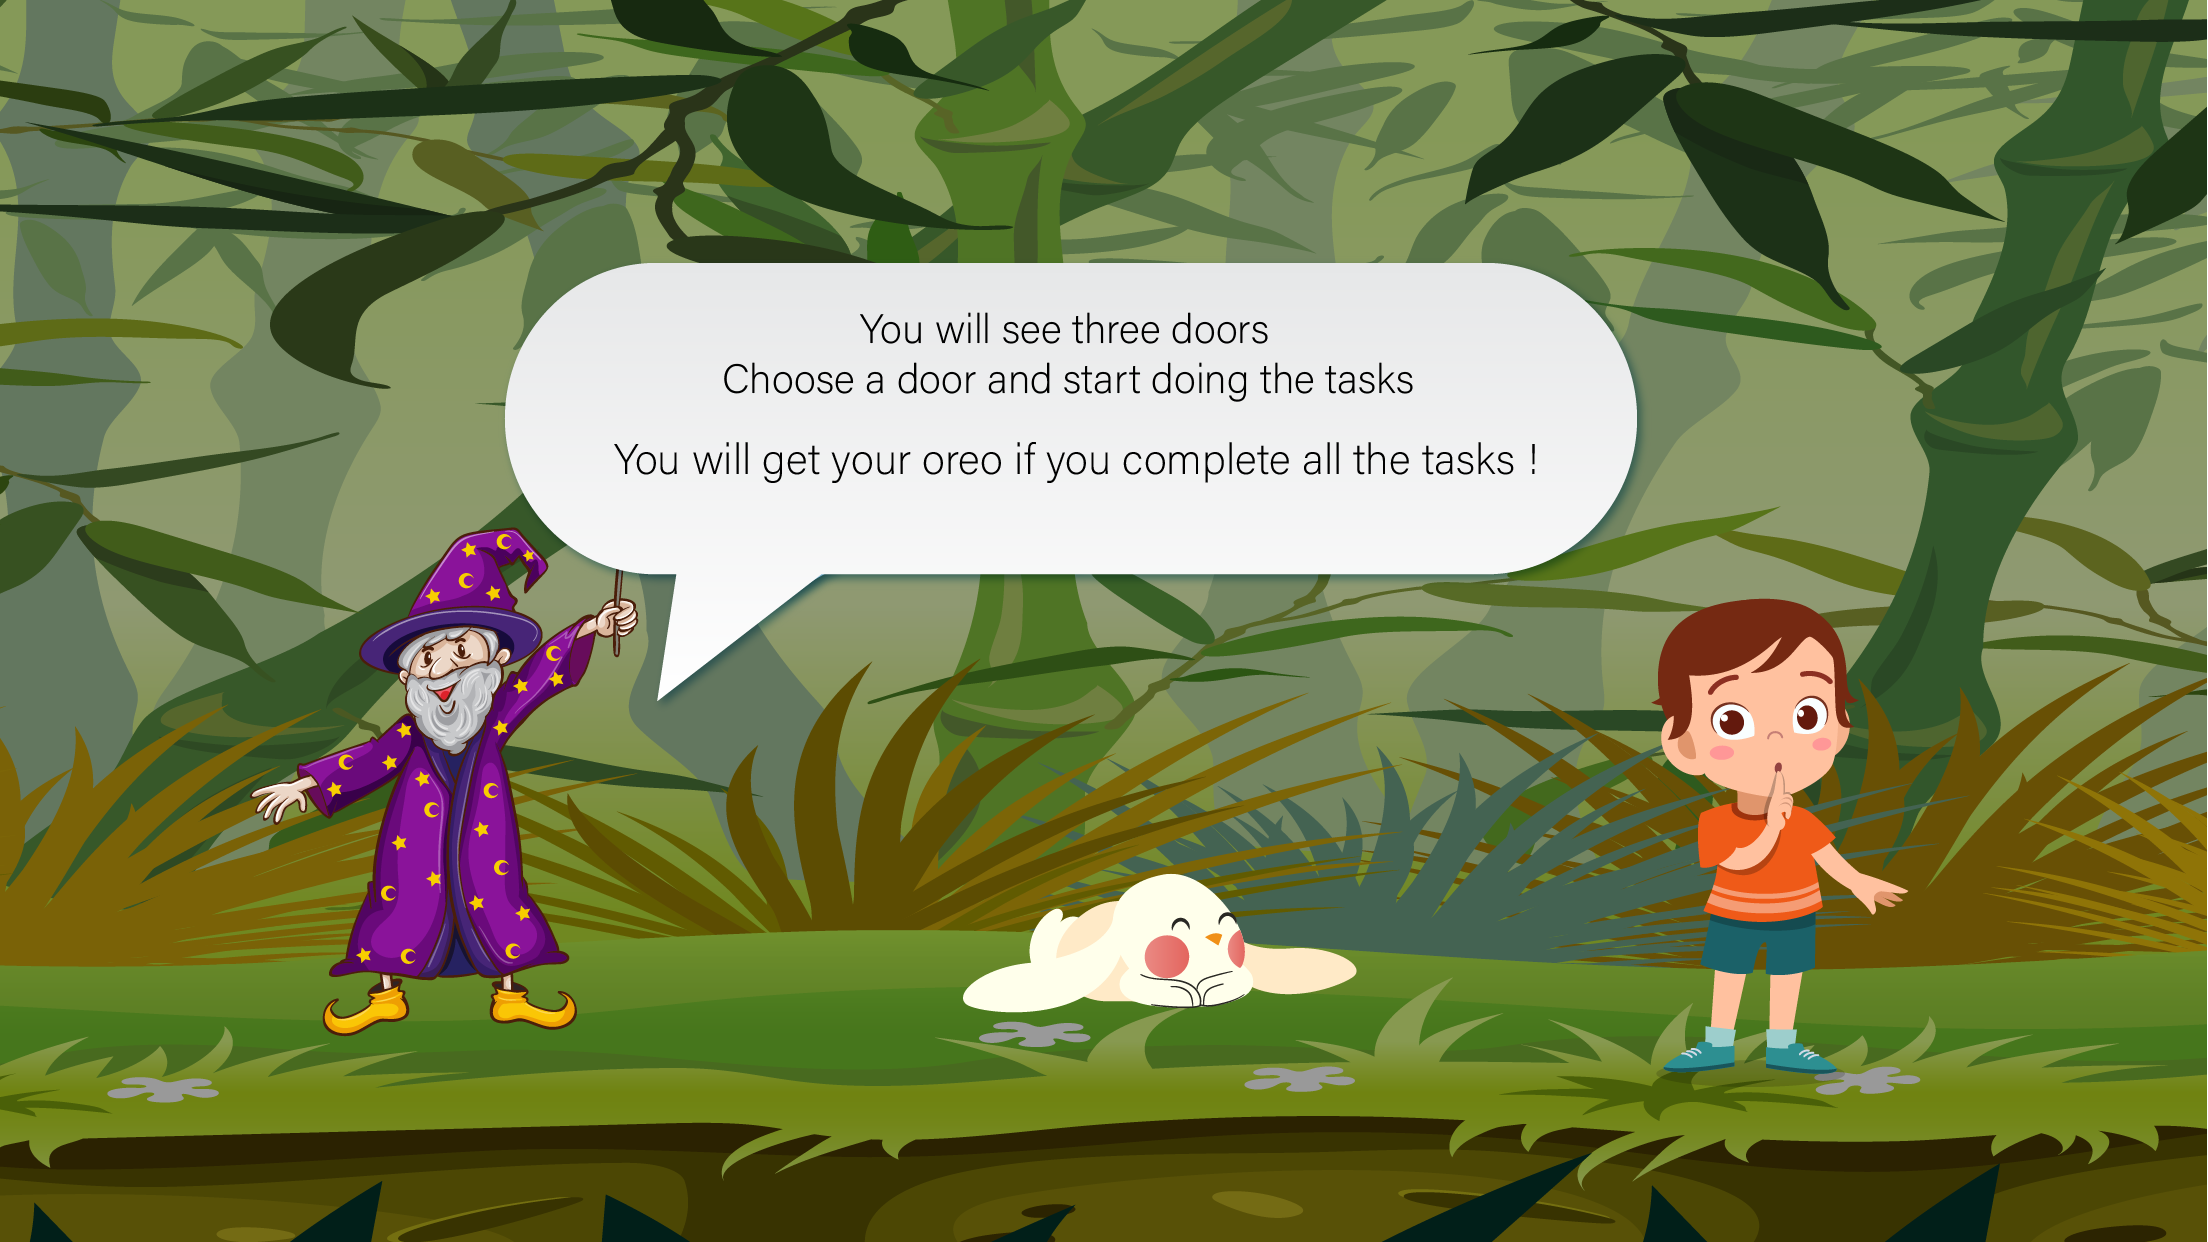 You will see three doors
Choose a door and start doing the tasks
You will get your oreo if you complete all the tasks !